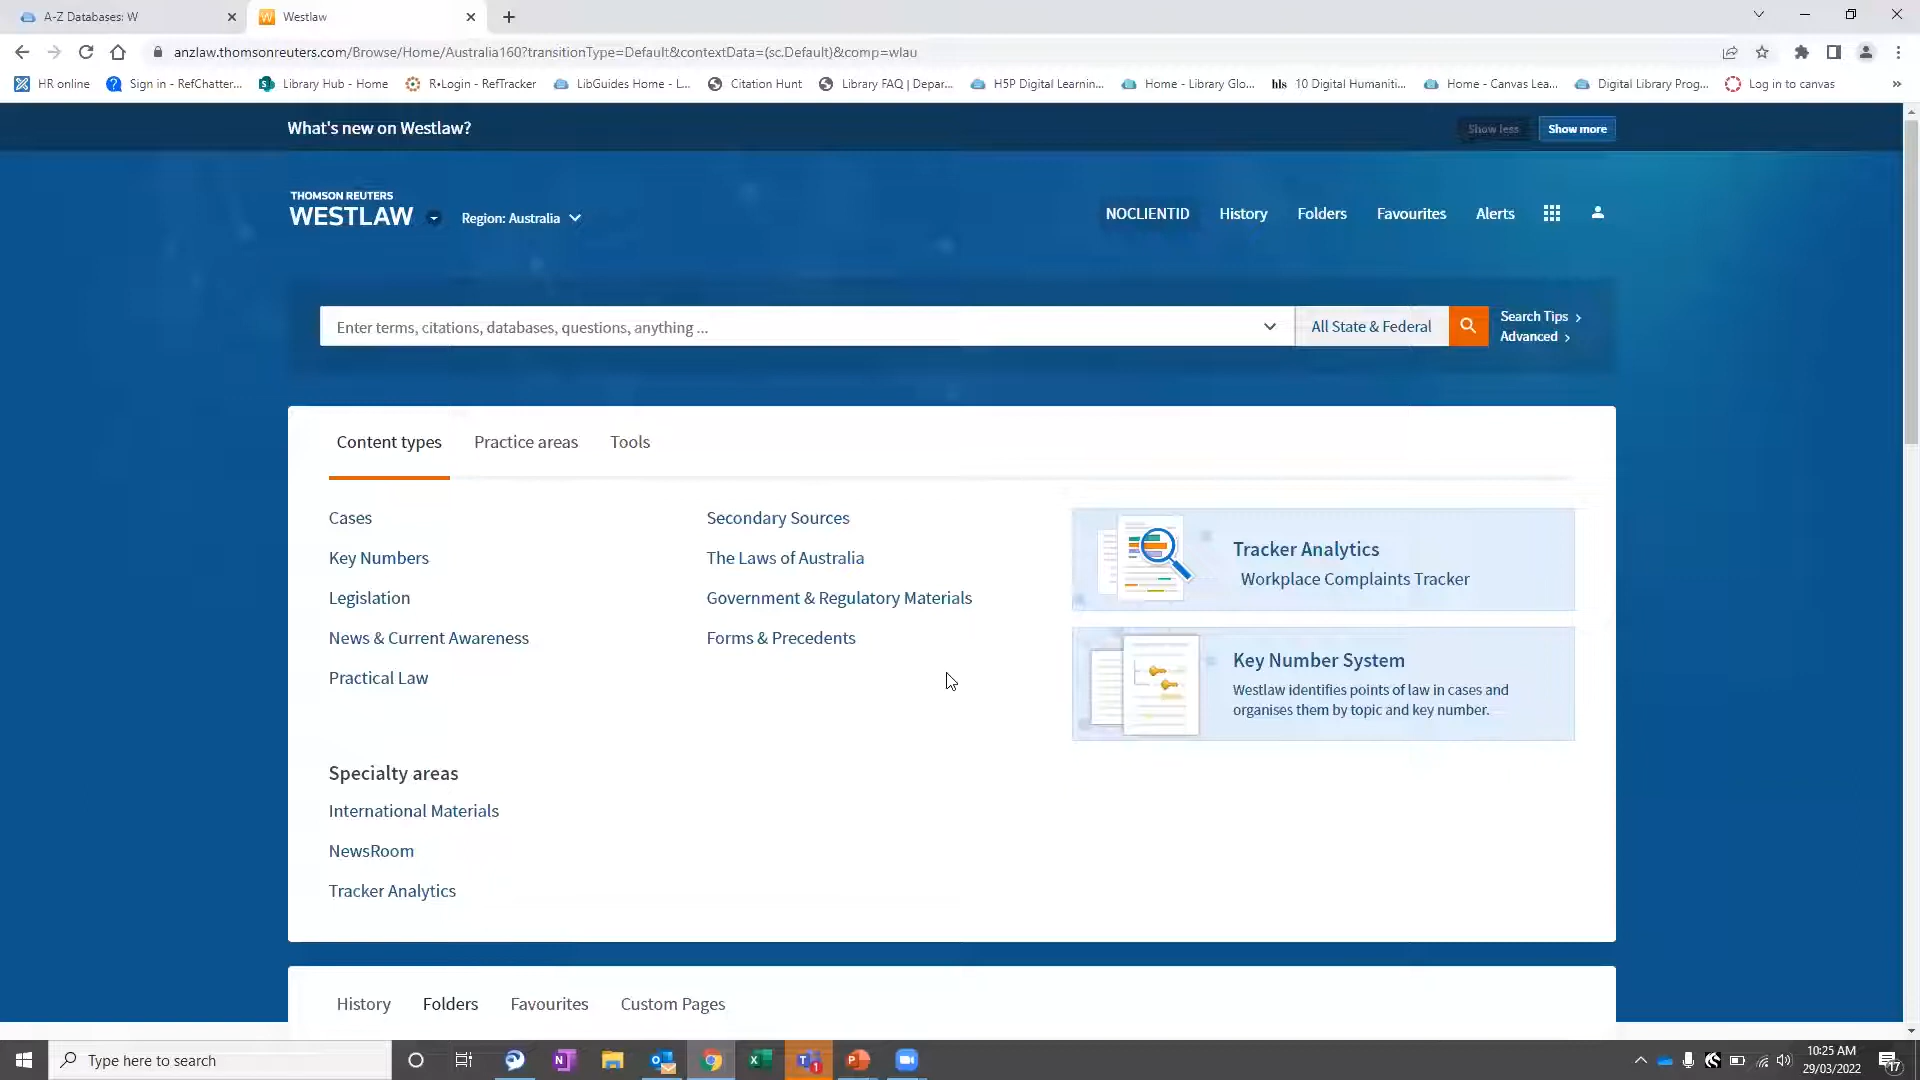 A-Z Databases: W
Westlaw
anzlaw.thomsonreuters.com/Browse/Home/Australia160?transitionType=Default&contextData=(sc.Default)&comp=wlau
HR online
Sign in - RefChatter...
Library Hub - Home
R•Login - RefTracker
LibGuides Home - L...
Citation Hunt
Library FAQ | Depar...
H5P Digital Learnin...
Home - Library Glo...
hls 10 Digital Humaniti...
Home - Canvas Lea...
Digital Library Prog...
Log in to canvas
What's new on Westlaw?
Show less
Show more
THOMSON REUTERS
WESTLAW
Region: Australia
NOCLIENTID
History
Folders
Favourites
Alerts
Enter terms, citations, databases, questions, anything ...
All State & Federal
Search Tips
Advanced
Content types
Practice areas
Tools
Cases
Key Numbers
Legislation
News & Current Awareness
Practical Law
Secondary Sources
The Laws of Australia
Government & Regulatory Materials
Forms & Precedents
Tracker Analytics
Workplace Complaints Tracker
Key Number System
Westlaw identifies points of law in cases and
organises them by topic and key number.
Specialty areas
International Materials
NewsRoom
Tracker Analytics
History
Folders
Favourites
Custom Pages
Type here to search
10:25 AM
29/03/2022
17